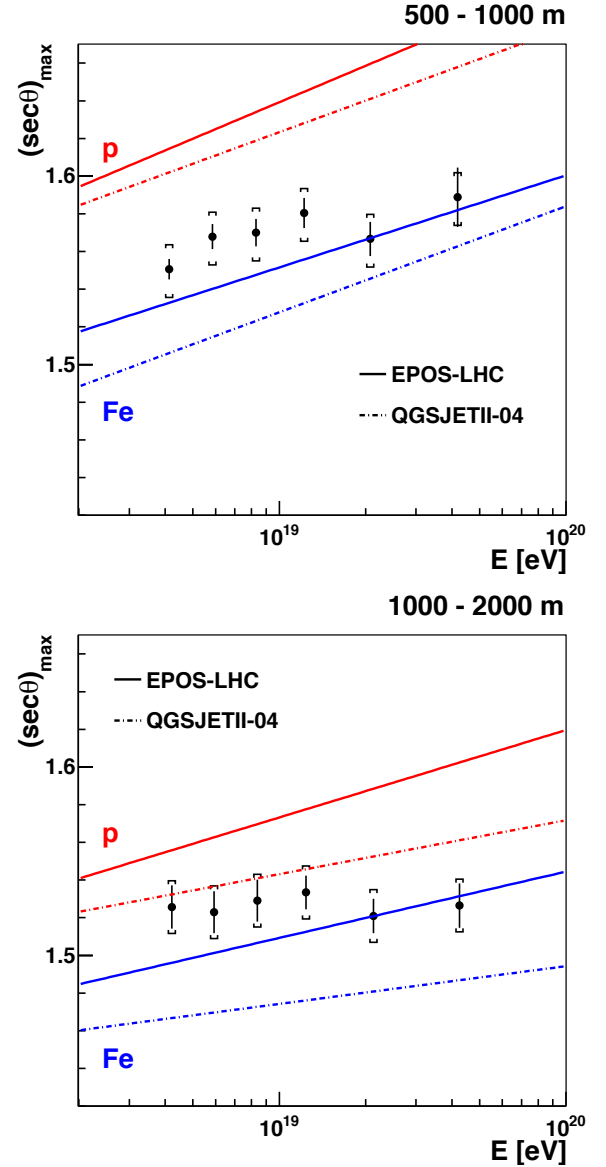 500 - 1000 m
(secθ)max
p
1.6
1.5
EPOS-LHC
Fe
QGSJETII-04
10^19
10^20
E [eV]
1000 - 2000 m
(secθ)max
EPOS-LHC
QGSJETII-04
1.6
p
1.5
Fe
10^19
10^20
E [eV]